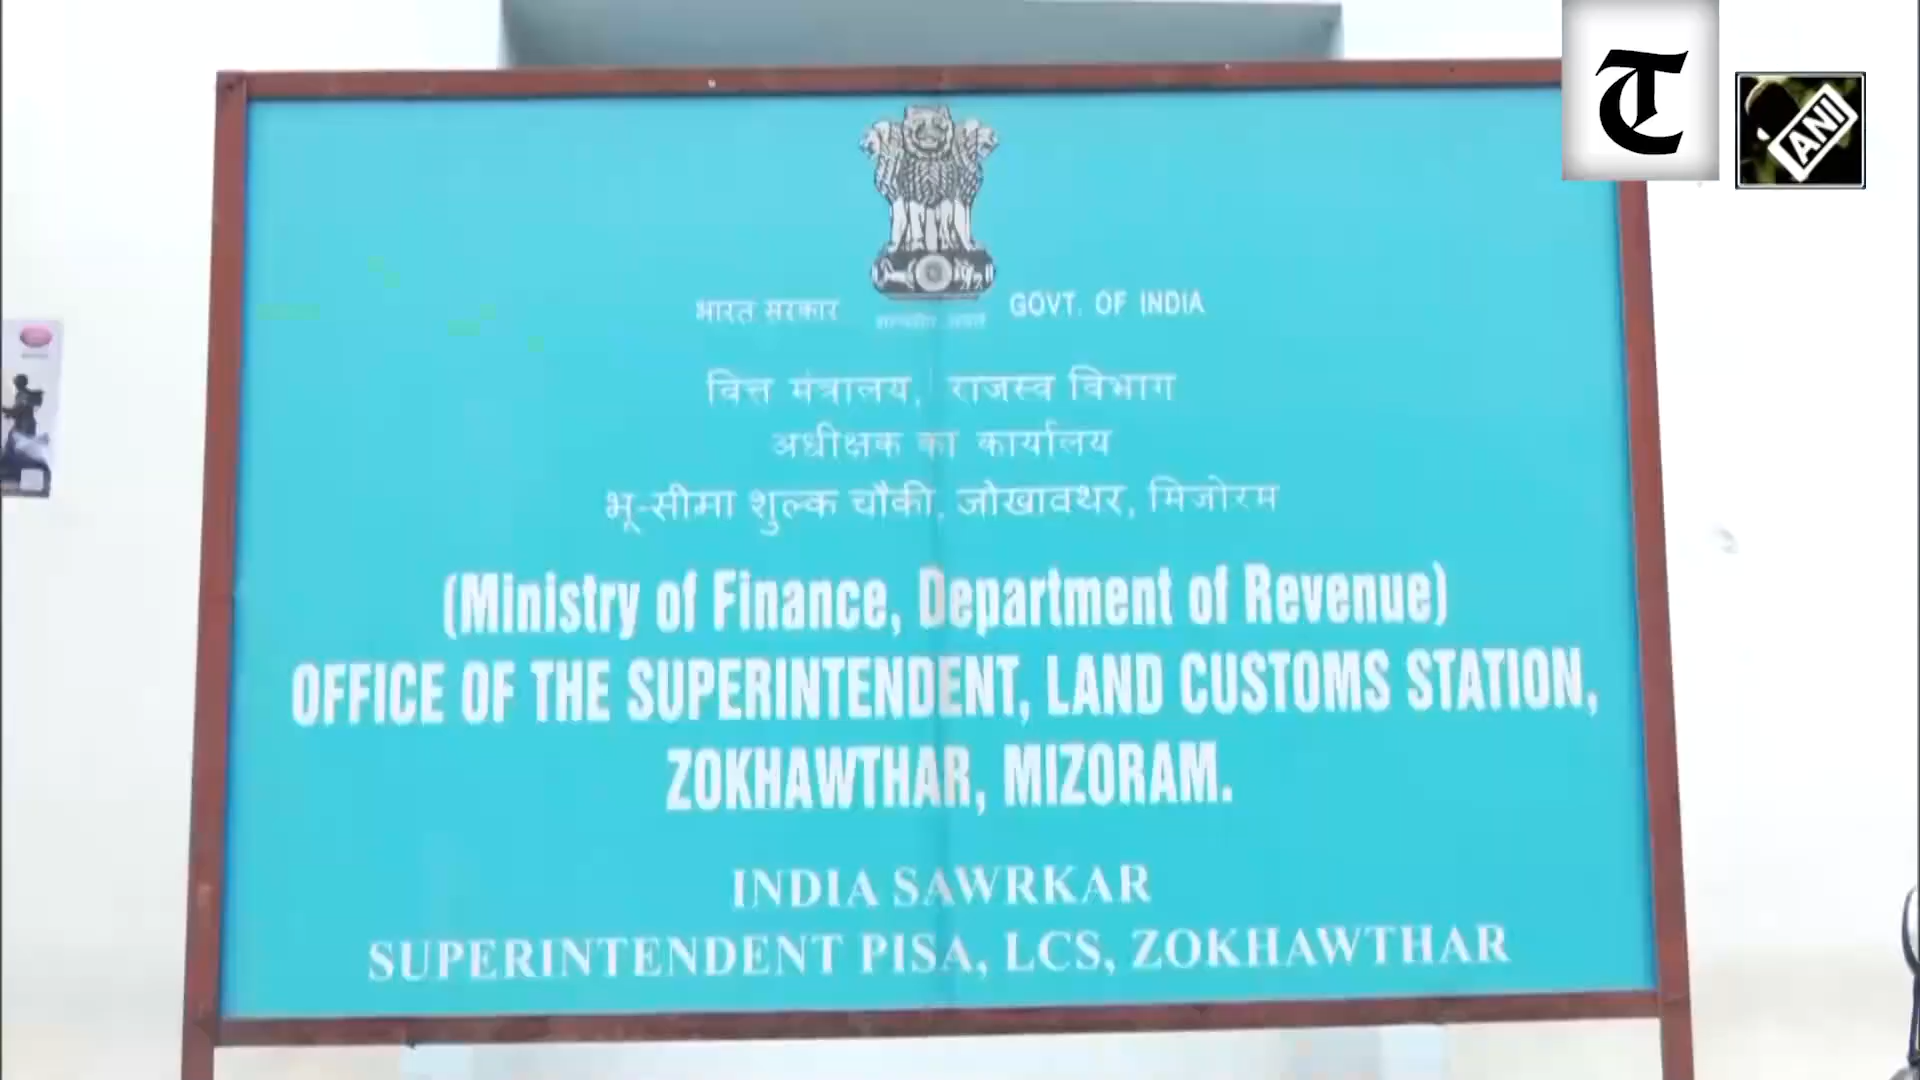 T
ANI
भारत सरकार GOVT. OF INDIA
वित्त मंत्रालय, राजस्व विभाग
अधीक्षक का कार्यालय
भू-सीमा शुल्क चौकी, जोखावथर, मिजोरम
(Ministry of Finance, Department of Revenue)
OFFICE OF THE SUPERINTENDENT, LAND CUSTOMS STATION,
ZOKHAWTHAR, MIZORAM.
INDIA SAWRKAR
SUPERINTENDENT PISA, LCS, ZOKHAWTHAR